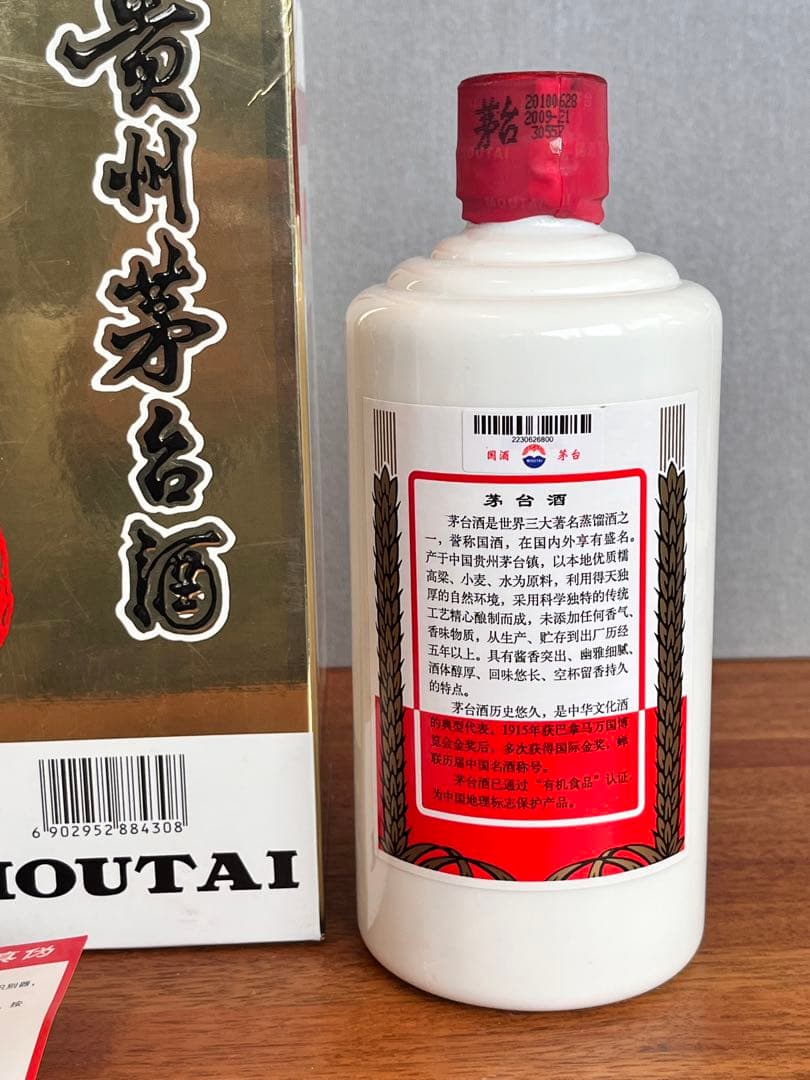 贵州茅台酒
6 902952 884308
MOUTAI
真伪
识别器，
按
茅台
20100628
2009-21
30557
MOUTAI
2230626800
国酒 MOUTAI 茅台
茅台酒
茅台酒是世界三大著名蒸馏酒之
一，誉称国酒，在国内外享有盛名。
产于中国贵州茅台镇，以本地优质糯
高粱、小麦、水为原料，利用得天独
厚的自然环境，采用科学独特的传统
工艺精心酿制而成，未添加任何香气、
香味物质，从生产、贮存到出厂历经
五年以上。具有酱香突出、幽雅细腻、
酒体醇厚、回味悠长、空杯留香持久
的特点。
茅台酒历史悠久，是中华文化酒
的典型代表。1915年获巴拿马万国博
览会金奖后，多次获得国际金奖，蝉
联历届中国名酒称号。
茅台酒已通过“有机食品”认证，
为中国地理标志保护产品。